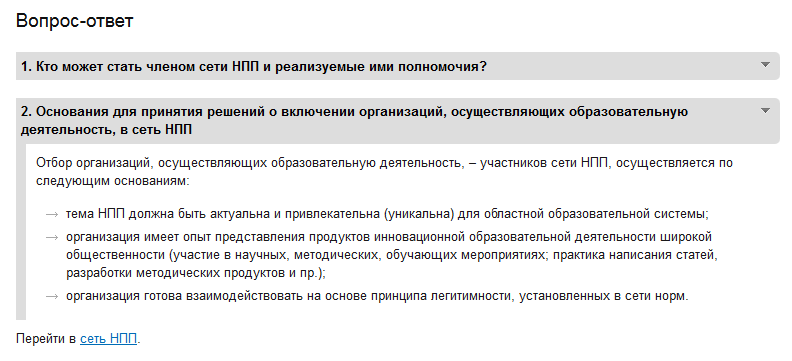 Вопрос-ответ
1. Кто может стать членом сети НПП и реализуемые ими полномочия?
2. Основания для принятия решений о включении организаций, осуществляющих образовательную
деятельность, в сеть НПП
Отбор организаций, осуществляющих образовательную деятельность, – участников сети НПП, осуществляется по
следующим основаниям:
→ тема НПП должна быть актуальна и привлекательна (уникальна) для областной образовательной системы;
→ организация имеет опыт представления продуктов инновационной образовательной деятельности широкой
общественности (участие в научных, методических, обучающих мероприятиях; практика написания статей,
разработки методических продуктов и пр.);
→ организация готова взаимодействовать на основе принципа легитимности, установленных в сети норм.
Перейти в сеть НПП.